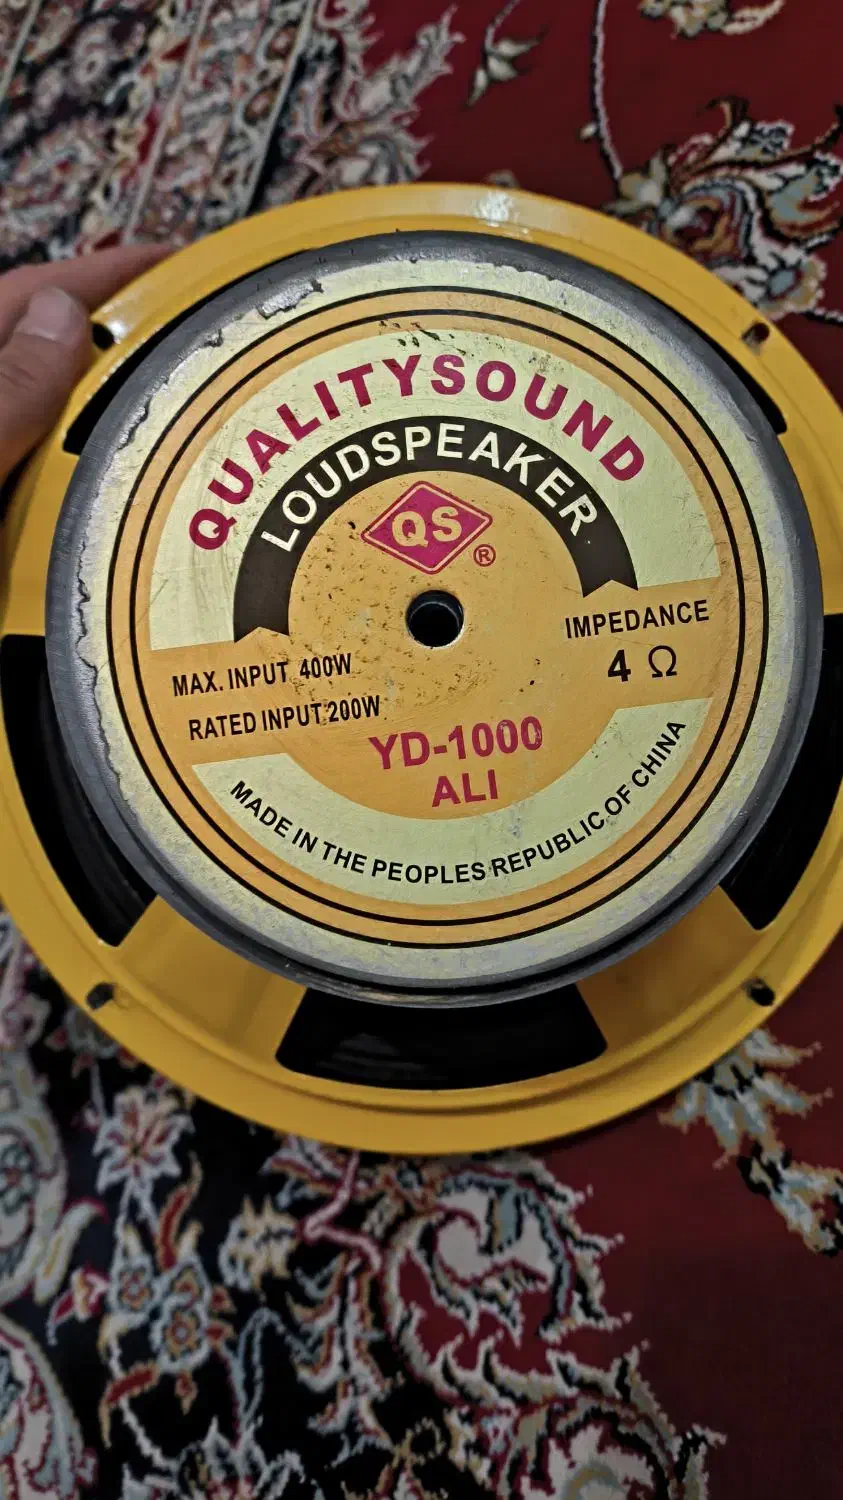 QUALITYSOUND
LOUDSPEAKER
QS
®
IMPEDANCE
4 Ω
MAX. INPUT 400W
RATED INPUT 200W
YD-1000
ALI
MADE IN THE PEOPLES REPUBLIC OF CHINA